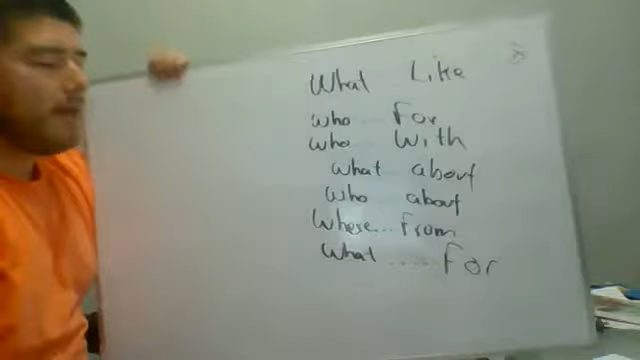 What Like
who For
who With
what about
who about
Where... From
What .... For